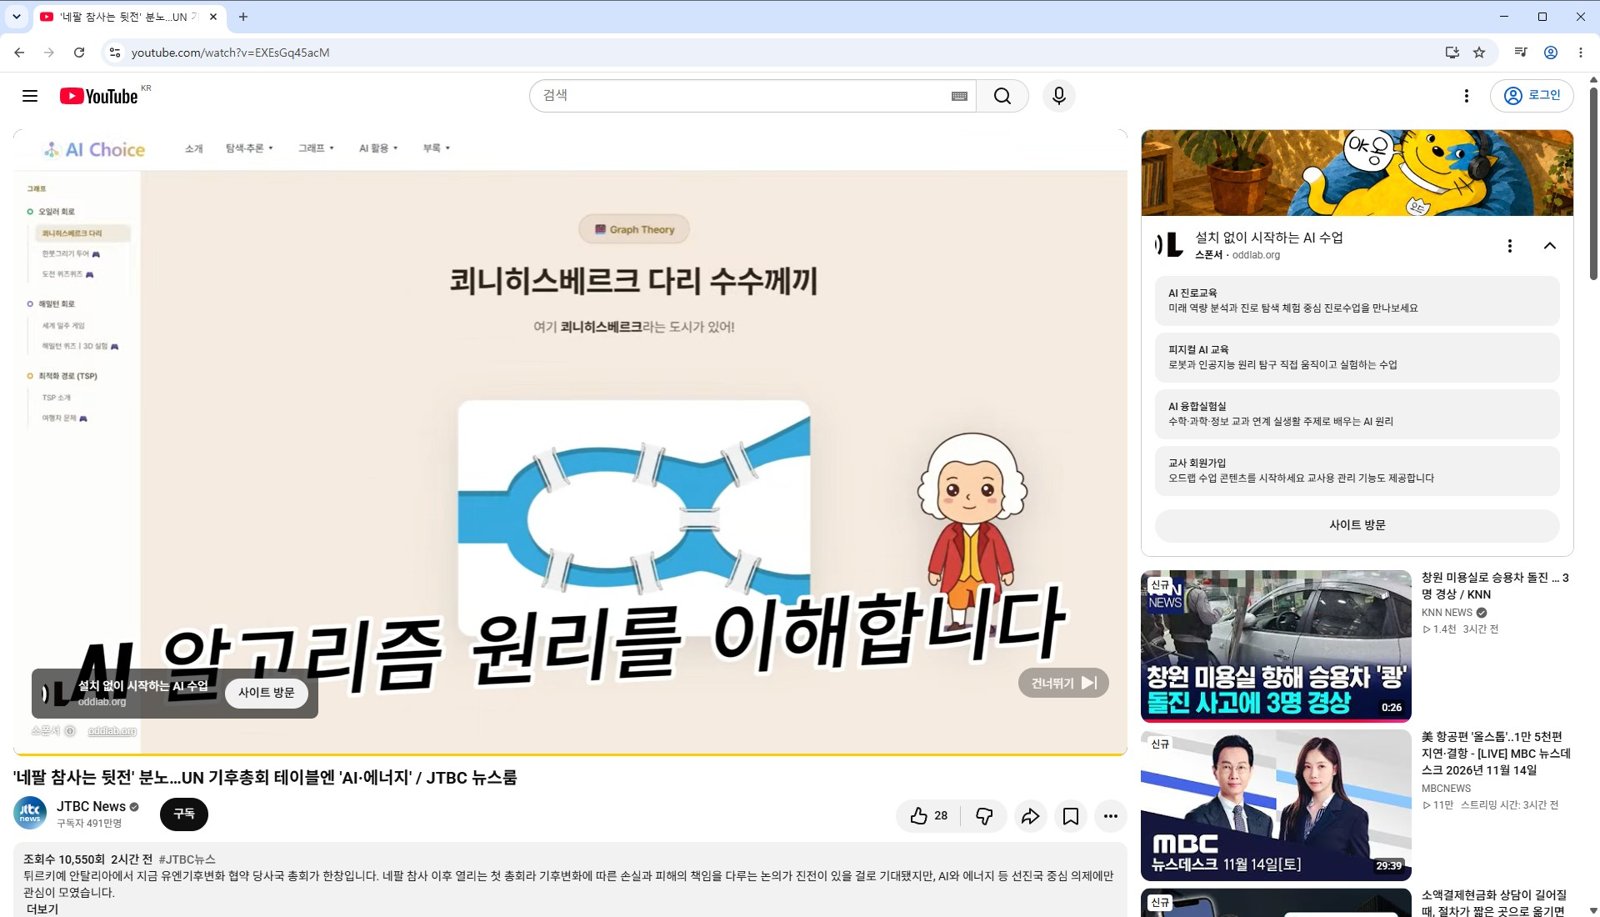 '네팔 참사는 뒷전' 분노...UN 기
youtube.com/watch?v=EXEsGq45acM
YouTube KR
검색
로그인
AI Choice
소개
탐색·추론
그래프
AI 활용
부록
그래프
오일러 회로
쾨니히스베르크 다리
한붓그리기 투어
도전 퀴즈퀴즈
해밀턴 회로
세계 일주 게임
해밀턴 퀴즈 | 3D 실험
최적화 경로 (TSP)
TSP 소개
여행자 문제
Graph Theory
쾨니히스베르크 다리 수수께끼
여기 쾨니히스베르크라는 도시가 있어!
AI 알고리즘 원리를 이해합니다
설치 없이 시작하는 AI 수업
oddlab.org
사이트 방문
건너뛰기
스폰서
oddlab.org
'네팔 참사는 뒷전' 분노...UN 기후총회 테이블엔 'AI·에너지' / JTBC 뉴스룸
jtbc news
JTBC News
구독자 491만명
구독
28
조회수 10,550회 2시간 전 #JTBC뉴스
튀르키예 안탈리아에서 지금 유엔기후변화 협약 당사국 총회가 한창입니다. 네팔 참사 이후 열리는 첫 총회라 기후변화에 따른 손실과 피해의 책임을 다루는 논의가 진전이 있을 걸로 기대됐지만, AI와 에너지 등 선진국 중심 의제에만
관심이 모였습니다.
더보기
야옹
오드
설치 없이 시작하는 AI 수업
스폰서 · oddlab.org
AI 진로교육
미래 역량 분석과 진로 탐색 체험 중심 진로수업을 만나보세요
피지컬 AI 교육
로봇과 인공지능 원리 탐구 직접 움직이고 실험하는 수업
AI 융합실험실
수학·과학·정보 교과 연계 실생활 주제로 배우는 AI 원리
교사 회원가입
오드랩 수업 콘텐츠를 시작하세요 교사용 관리 기능도 제공합니다
사이트 방문
신규
KNN
NEWS
창원 미용실 향해 승용차 '쾅'
돌진 사고에 3명 경상
0:26
창원 미용실로 승용차 돌진 ... 3
명 경상 / KNN
KNN NEWS
1.4천 3시간 전
신규
MBC
뉴스데스크 11월 14일[토]
29:39
美 항공편 '올스톱'..1만 5천편
지연·결항 - [LIVE] MBC 뉴스데
스크 2026년 11월 14일
MBCNEWS
11만 스트리밍 시간: 3시간 전
신규
소액결제현금화 상담이 길어질
때, 절차가 짧은 곳으로 옮기면